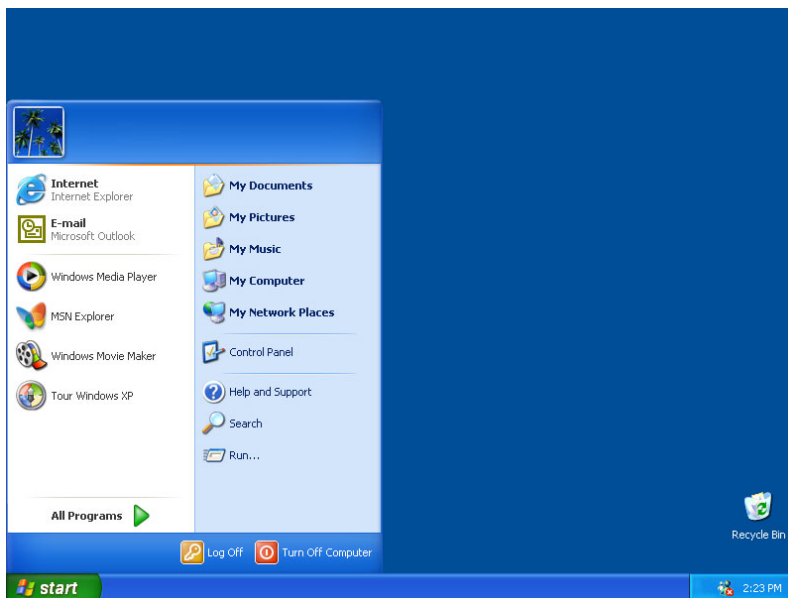 Internet
Internet Explorer
E-mail
Microsoft Outlook
Windows Media Player
MSN Explorer
Windows Movie Maker
Tour Windows XP
All Programs
My Documents
My Pictures
My Music
My Computer
My Network Places
Control Panel
Help and Support
Search
Run...
Log Off
Turn Off Computer
Recycle Bin
start
2:23 PM